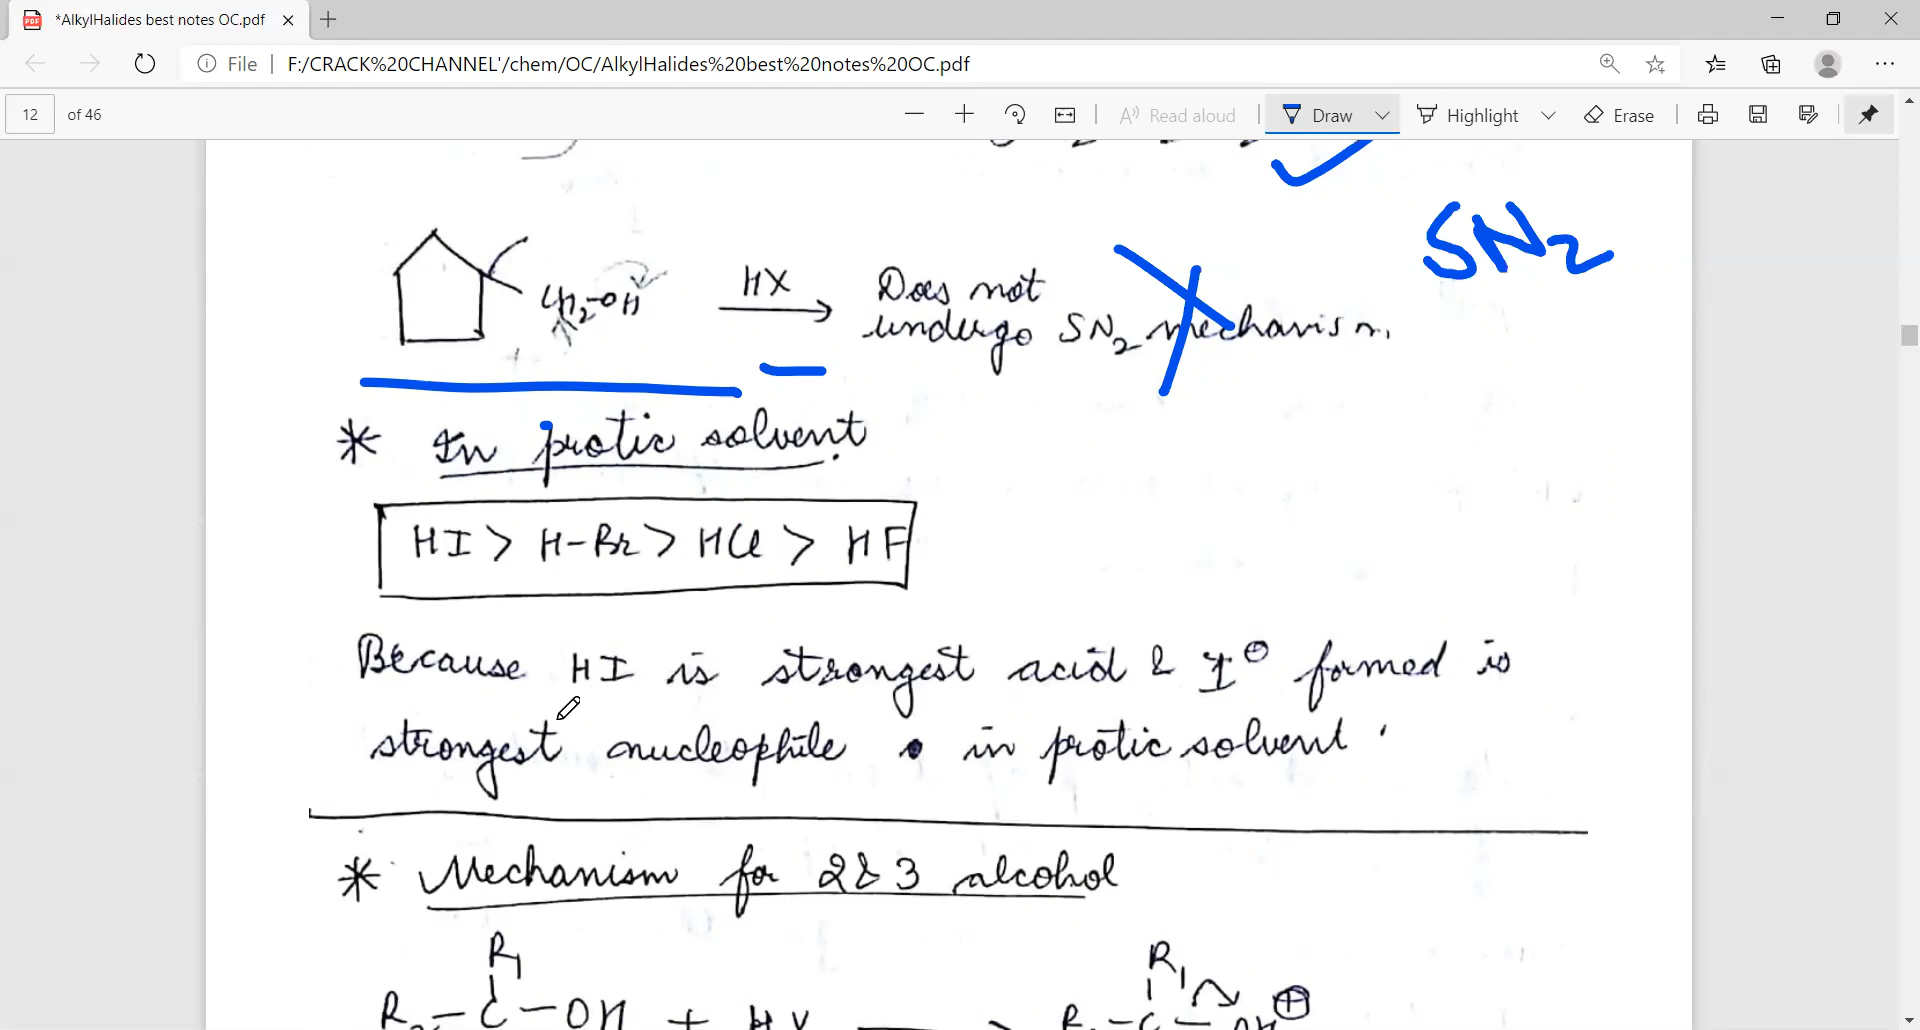 *AlkylHalides best notes OC.pdf
File F:/CRACK%20CHANNEL'/chem/OC/AlkylHalides%20best%20notes%20OC.pdf
12 of 46 Read aloud Draw Highlight Erase
SN2
CH2-OH HX Does not
undergo SN2 mechanism.
* In protic solvent.
HI > H-Br > HCl > HF
Because HI is strongest acid & I⊖ formed is
strongest nucleophile in protic solvent.
* Mechanism for 2 & 3 alcohol
R1 R1
C-OH + ⊕